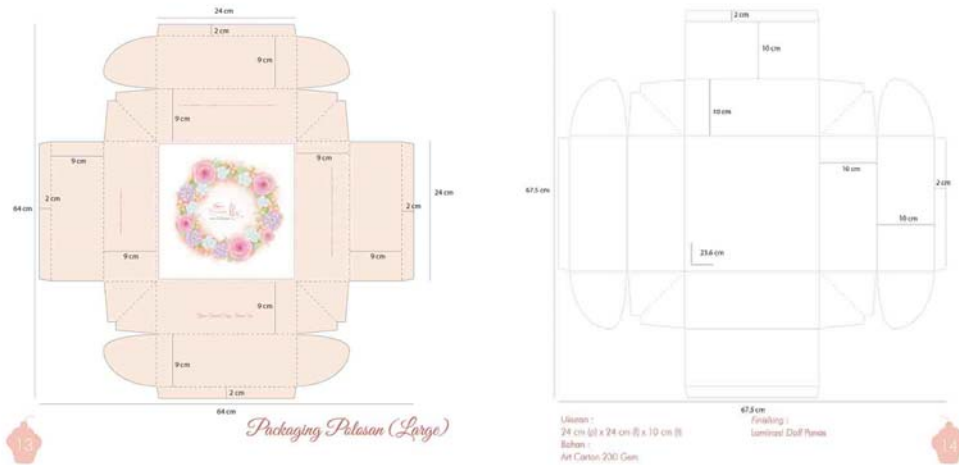 24 cm
2 cm
9 cm
9 cm
9 cm
9 cm
2 cm
64 cm
24 cm
2 cm
9 cm
9 cm
9 cm
9 cm
2 cm
64 cm
Packaging Polosan (Large)
13
2 cm
10 cm
10 cm
10 cm
67.5 cm
2 cm
10 cm
23.6 cm
67.5 cm
Ukuran :
24 cm (p) x 24 cm (l) x 10 cm (t)
Bahan :
Art Carton 230 Gsm
Finishing :
Laminasi Doff Panas
14